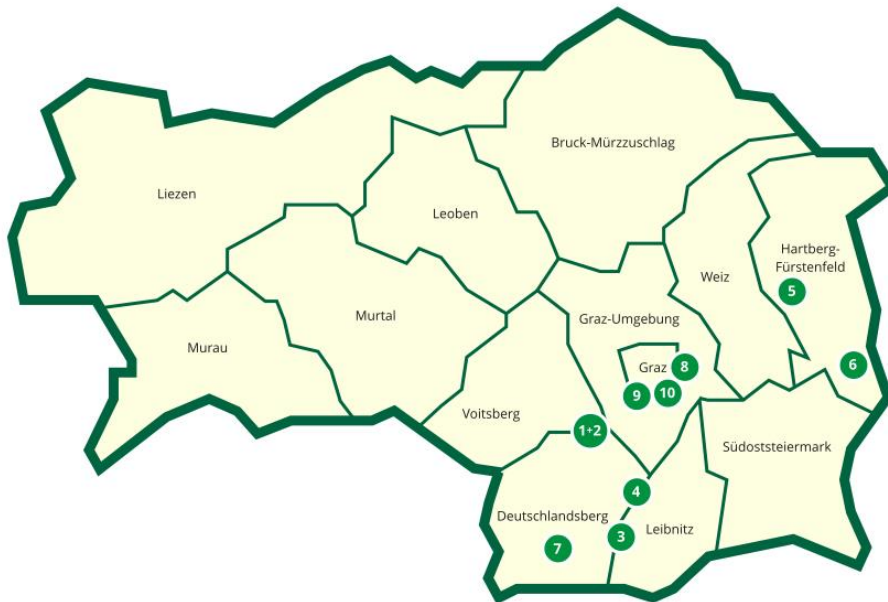 Bruck-Mürzzuschlag
Liezen
Leoben
Hartberg-
Fürstenfeld
Weiz
5
Murtal
Graz-Umgebung
Murau
Graz
8
6
9
10
Voitsberg
1+2
Südoststeiermark
4
Deutschlandsberg
Leibnitz
3
7